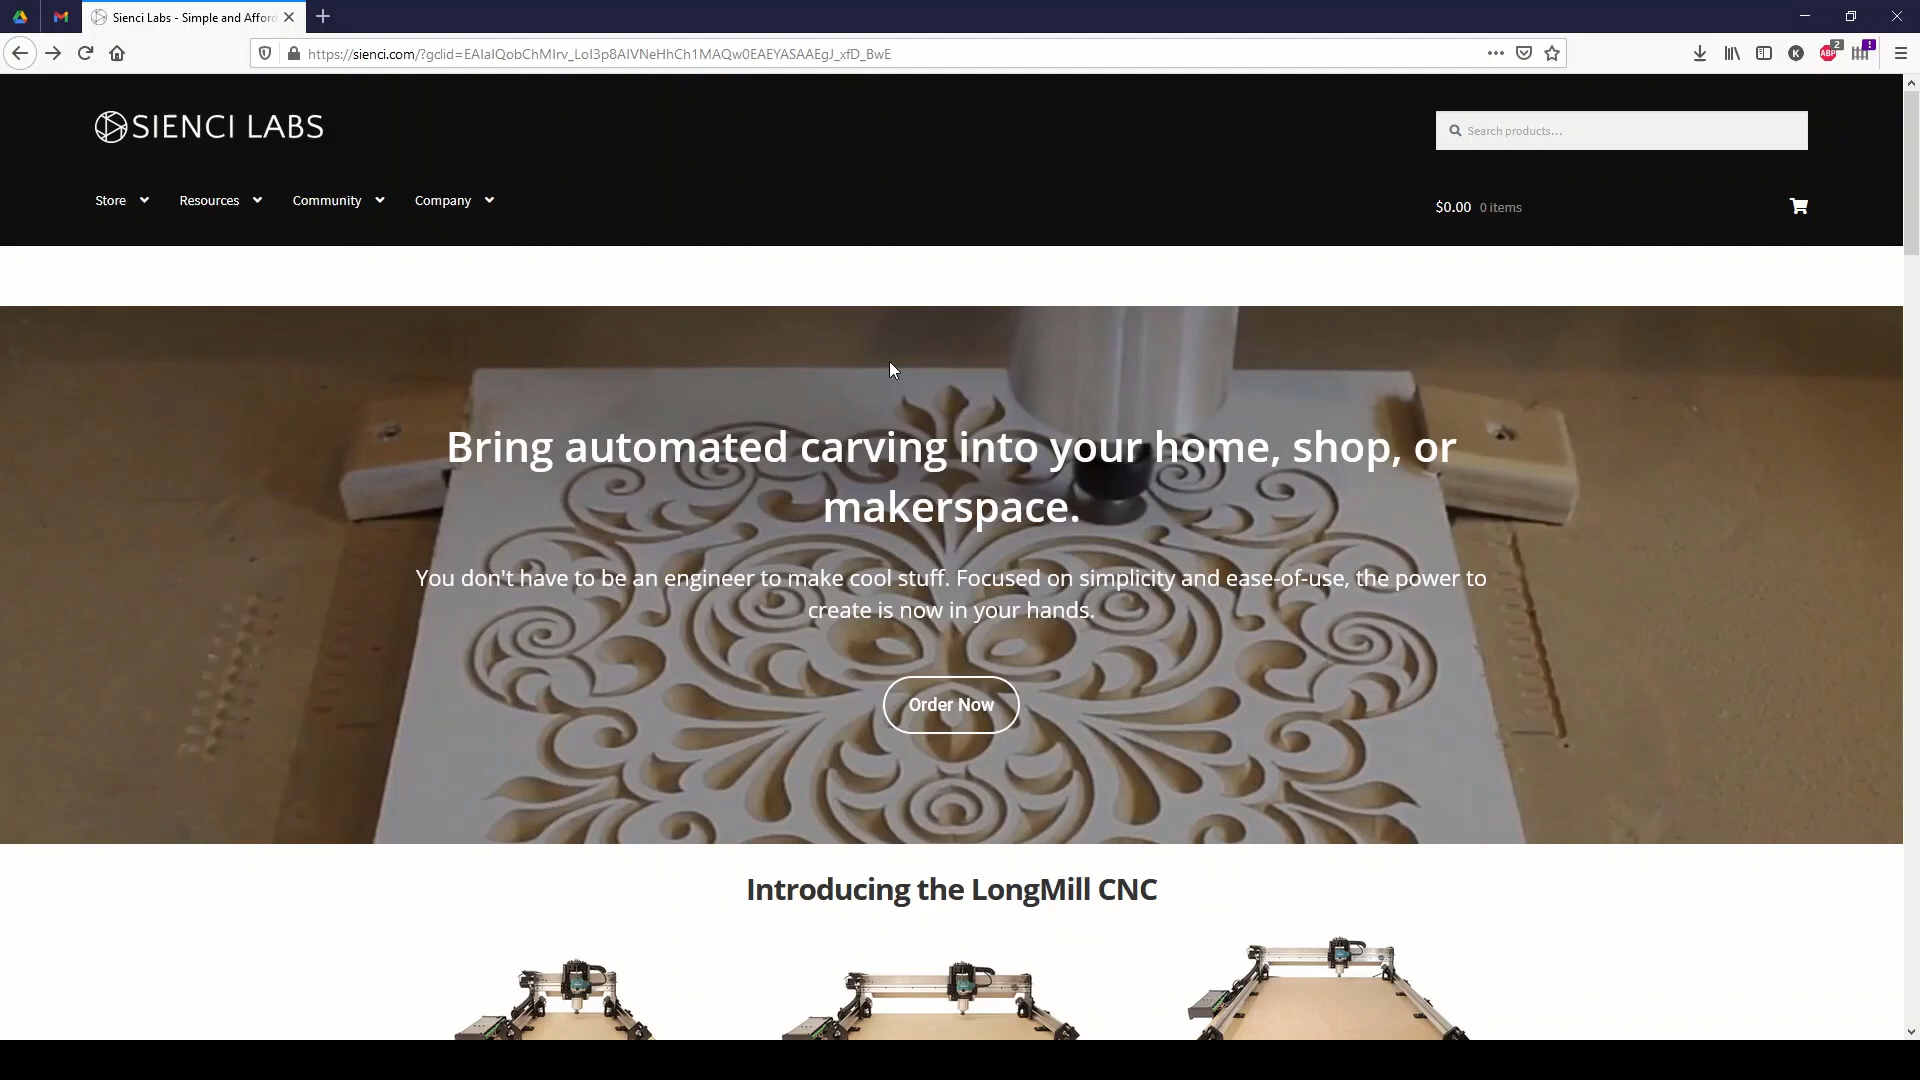 Sienci Labs - Simple and Afford
https://sienci.com/?gclid=EAIaIQobChMIrv_LoI3p8AIVNeHhCh1MAQw0EAEYASAAEgJ_xfD_BwE
K
ABP
2
!
SIENCI LABS
Search products…
Store
Resources
Community
Company
$0.00 0 items
Bring automated carving into your home, shop, or
makerspace.
You don't have to be an engineer to make cool stuff. Focused on simplicity and ease-of-use, the power to
create is now in your hands.
Order Now
Introducing the LongMill CNC